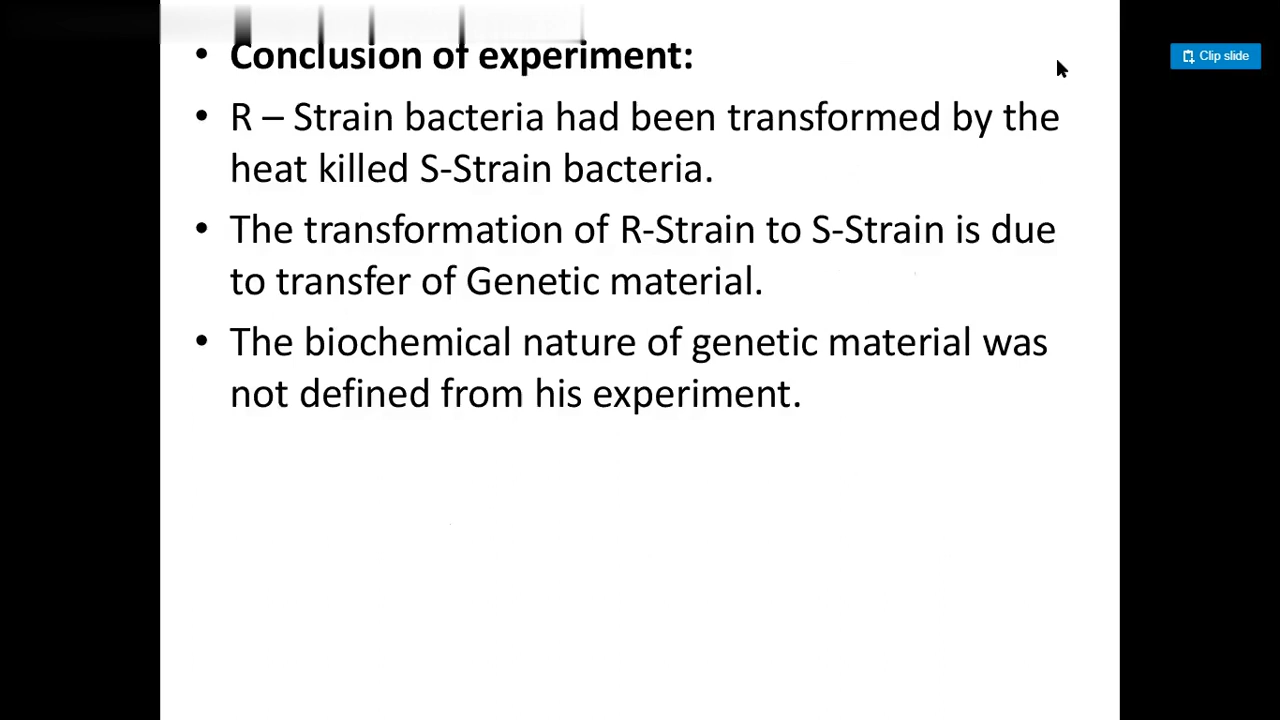 Clip slide
• Conclusion of experiment:
• R – Strain bacteria had been transformed by the
heat killed S-Strain bacteria.
• The transformation of R-Strain to S-Strain is due
to transfer of Genetic material.
• The biochemical nature of genetic material was
not defined from his experiment.